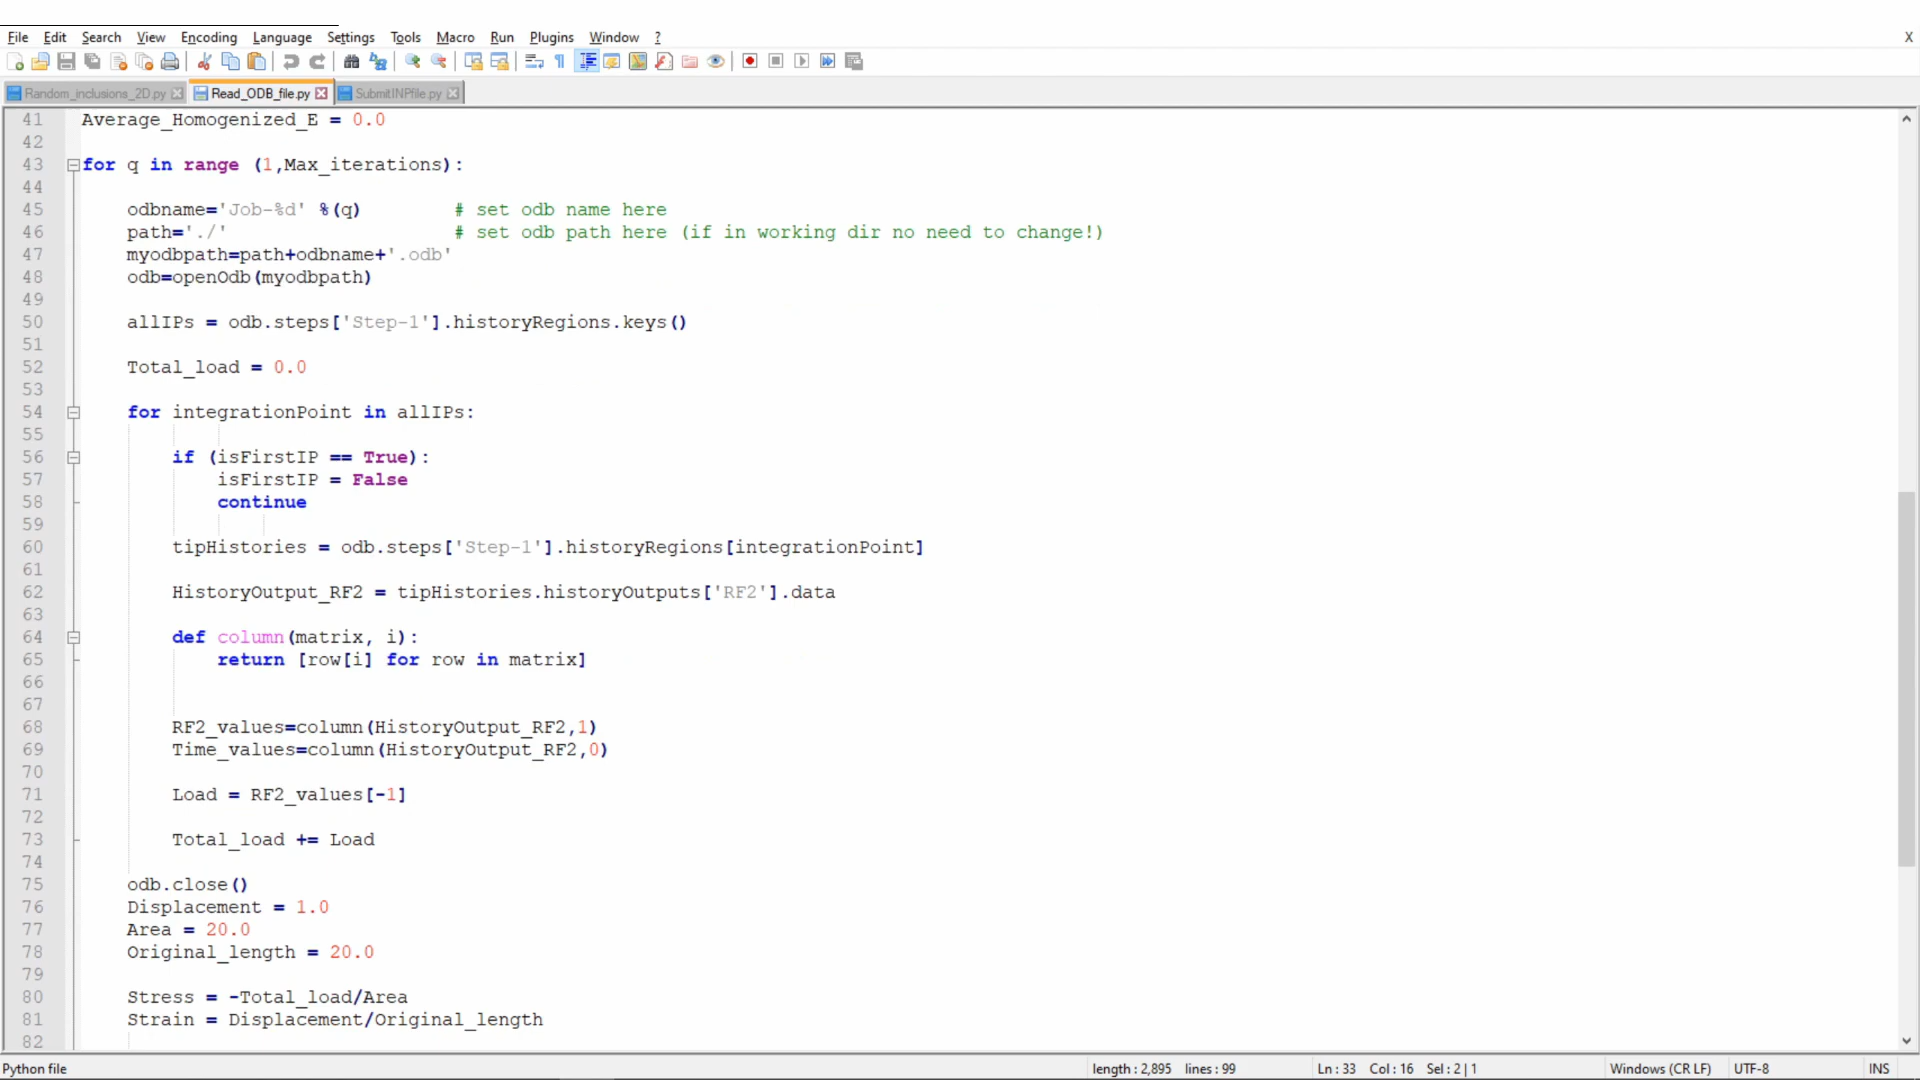 File Edit Search View Encoding Language Settings Tools Macro Run Plugins Window ? X
Random_inclusions_2D.py Read_ODB_file.py SubmitINPfile.py
41 Average_Homogenized_E = 0.0
42
43 for q in range (1,Max_iterations):
44
45 odbname='Job-%d' %(q) # set odb name here
46 path='./' # set odb path here (if in working dir no need to change!)
47 myodbpath=path+odbname+'.odb'
48 odb=openOdb(myodbpath)
49
50 allIPs = odb.steps['Step-1'].historyRegions.keys()
51
52 Total_load = 0.0
53
54 for integrationPoint in allIPs:
55
56 if (isFirstIP == True):
57 isFirstIP = False
58 continue
59
60 tipHistories = odb.steps['Step-1'].historyRegions[integrationPoint]
61
62 HistoryOutput_RF2 = tipHistories.historyOutputs['RF2'].data
63
64 def column(matrix, i):
65 return [row[i] for row in matrix]
66
67
68 RF2_values=column(HistoryOutput_RF2,1)
69 Time_values=column(HistoryOutput_RF2,0)
70
71 Load = RF2_values[-1]
72
73 Total_load += Load
74
75 odb.close()
76 Displacement = 1.0
77 Area = 20.0
78 Original_length = 20.0
79
80 Stress = -Total_load/Area
81 Strain = Displacement/Original_length
82
Python file length : 2,895 lines : 99 Ln : 33 Col : 16 Sel : 2 | 1 Windows (CR LF) UTF-8 INS